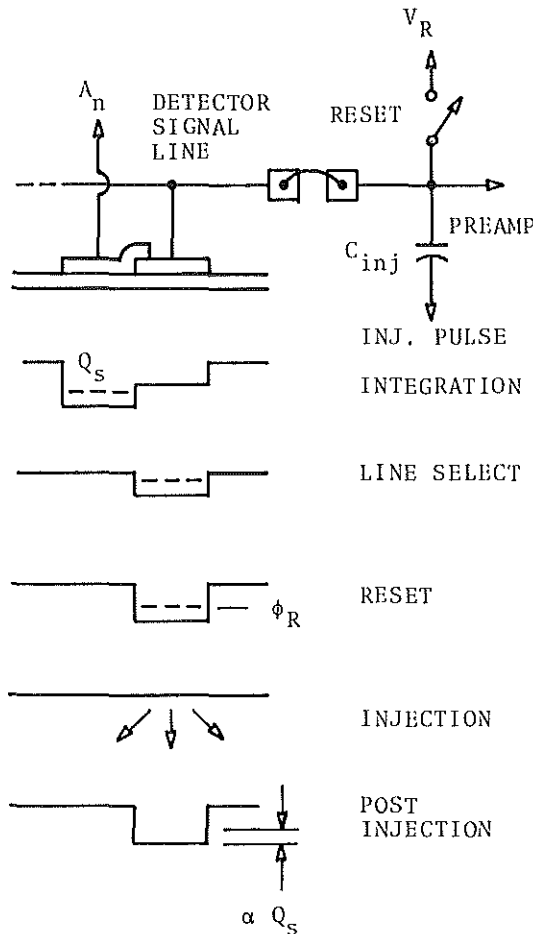 V_R
Λ_n
DETECTOR
SIGNAL
LINE
RESET
PREAMP
C_inj
INJ. PULSE
Q_s
INTEGRATION
LINE SELECT
RESET
ϕ_R
INJECTION
POST
INJECTION
α Q_s